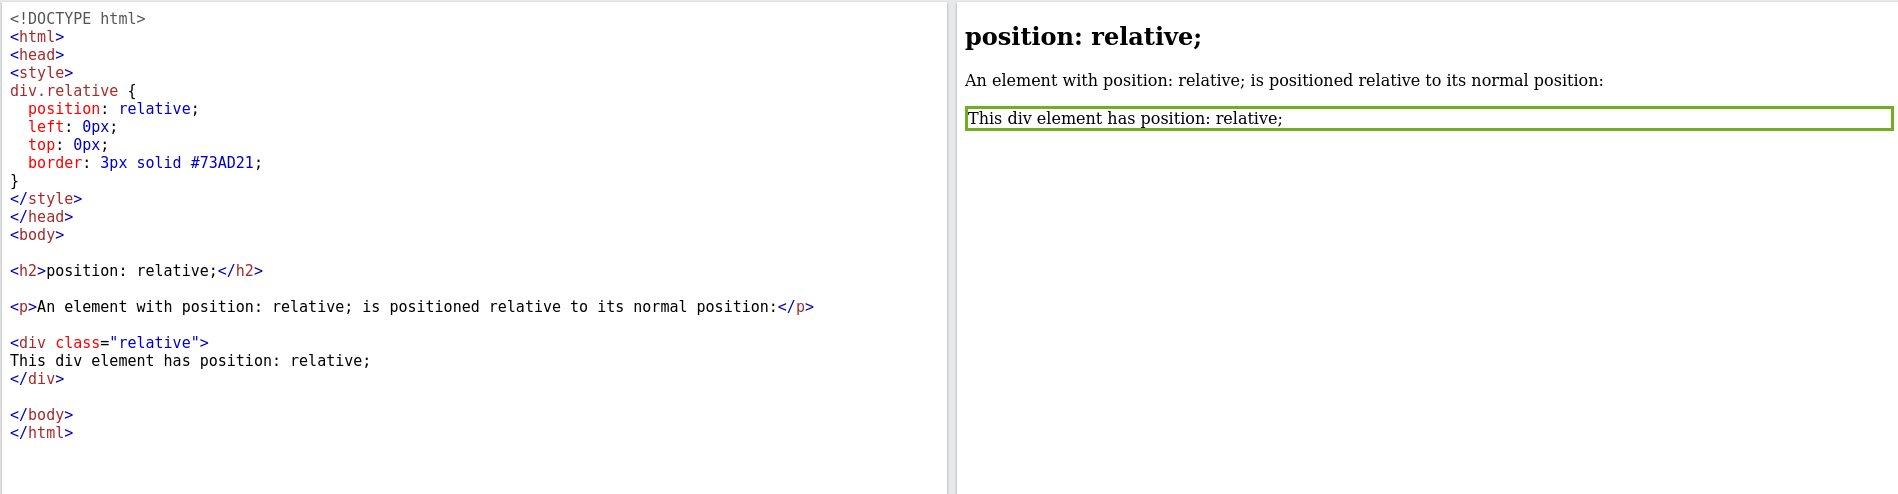 <!DOCTYPE html>
<html>
<head>
<style>
div.relative {
  position: relative;
  left: 0px;
  top: 0px;
  border: 3px solid #73AD21;
}
</style>
</head>
<body>

<h2>position: relative;</h2>

<p>An element with position: relative; is positioned relative to its normal position:</p>

<div class="relative">
This div element has position: relative;
</div>

</body>
</html>

position: relative;
An element with position: relative; is positioned relative to its normal position:
This div element has position: relative;